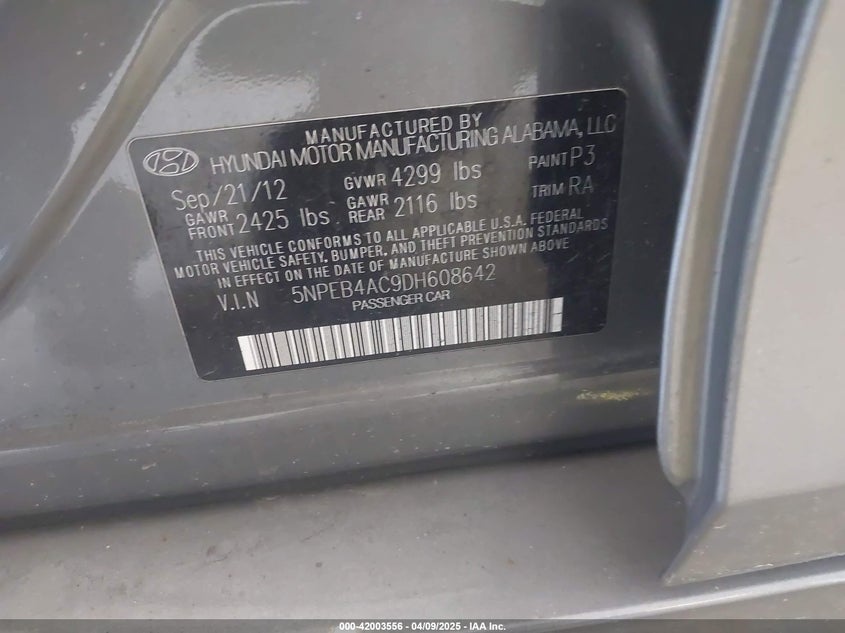 MANUFACTURED BY
HYUNDAI MOTOR MANUFACTURING ALABAMA, LLC
Sep/21/12 GVWR 4299 lbs PAINT P3
GAWR FRONT 2425 lbs GAWR REAR 2116 lbs TRIM RA
THIS VEHICLE CONFORMS TO ALL APPLICABLE U.S.A. FEDERAL
MOTOR VEHICLE SAFETY, BUMPER, AND THEFT PREVENTION STANDARDS
IN EFFECT ON THE DATE OF MANUFACTURE SHOWN ABOVE
V.I.N 5NPEB4AC9DH608642
PASSENGER CAR
000-42003556 - 04/09/2025 - IAA Inc.